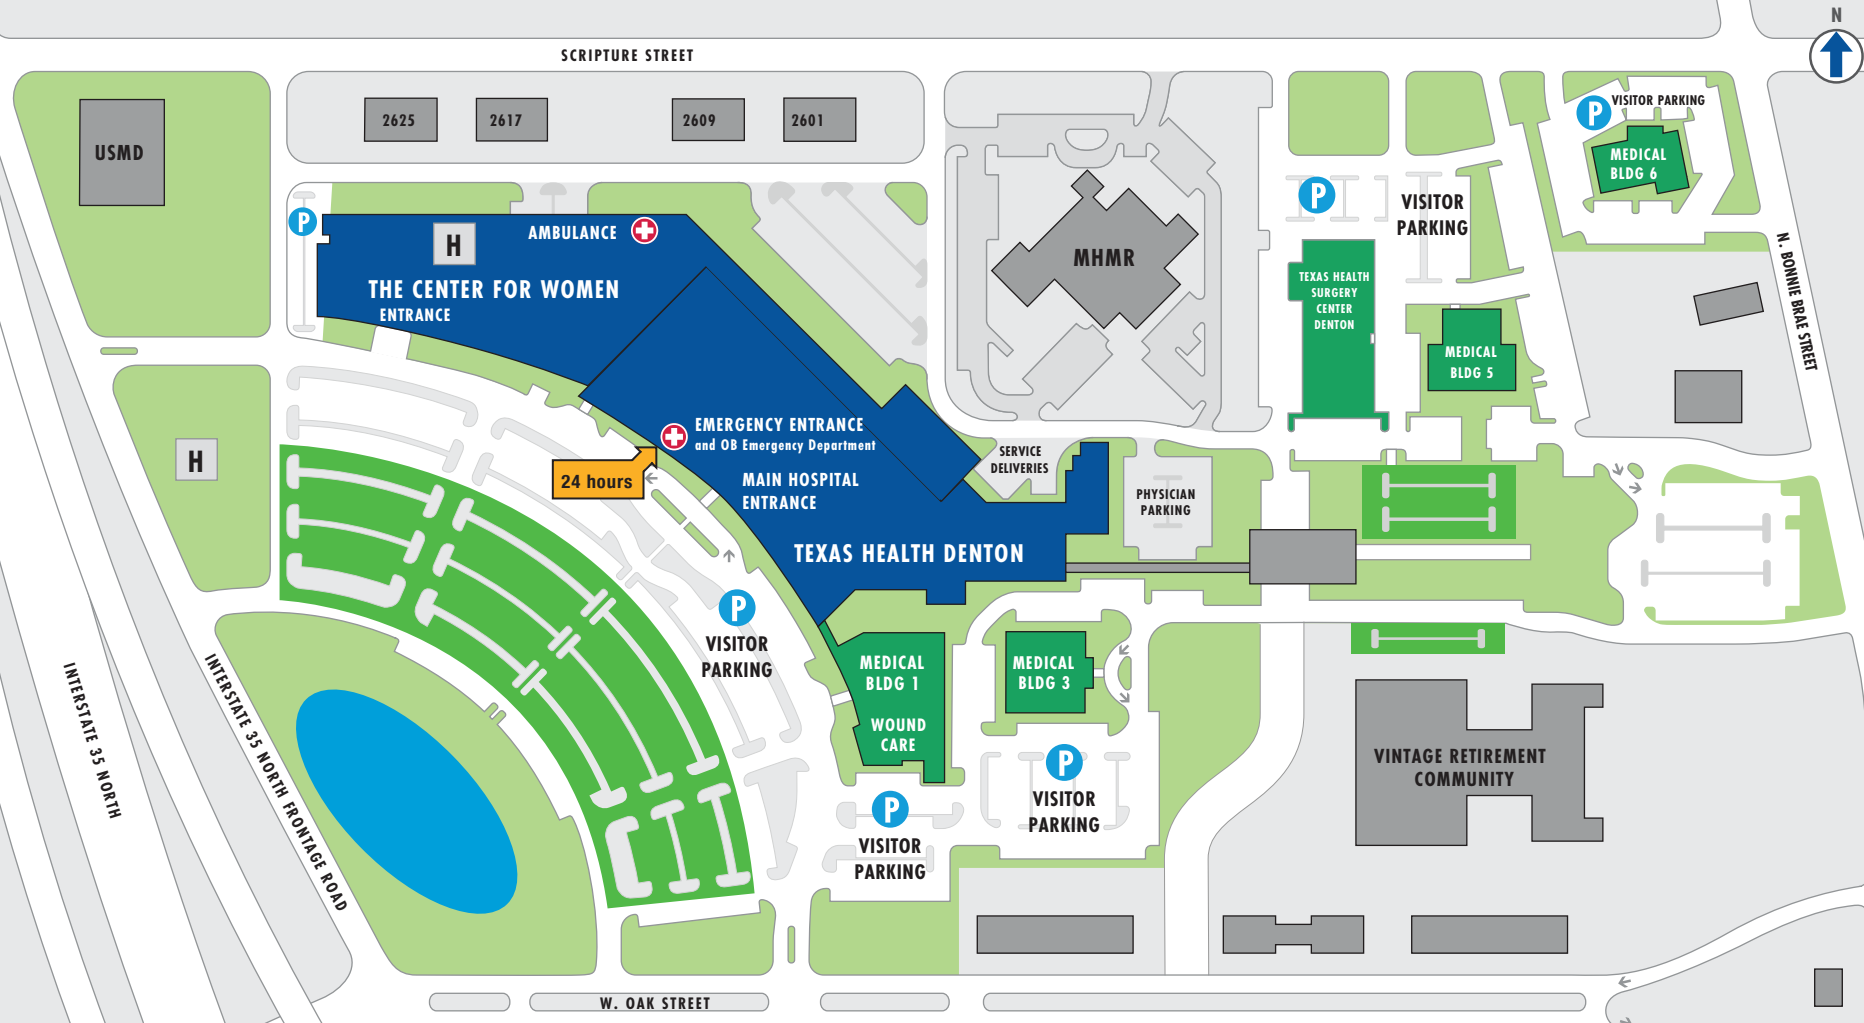 N
SCRIPTURE STREET
USMD
2625
2617
2609
2601
P
VISITOR PARKING
MEDICAL
BLDG 6
P
H
AMBULANCE
THE CENTER FOR WOMEN
ENTRANCE
MHMR
P
VISITOR
PARKING
TEXAS HEALTH
SURGERY
CENTER
DENTON
MEDICAL
BLDG 5
N. BONNIE BRAE STREET
H
EMERGENCY ENTRANCE
and OB Emergency Department
24 hours
MAIN HOSPITAL
ENTRANCE
SERVICE
DELIVERIES
PHYSICIAN
PARKING
TEXAS HEALTH DENTON
P
VISITOR
PARKING
MEDICAL
BLDG 1
WOUND
CARE
MEDICAL
BLDG 3
P
VISITOR
PARKING
P
VISITOR
PARKING
VINTAGE RETIREMENT
COMMUNITY
INTERSTATE 35 NORTH
INTERSTATE 35 NORTH FRONTAGE ROAD
W. OAK STREET